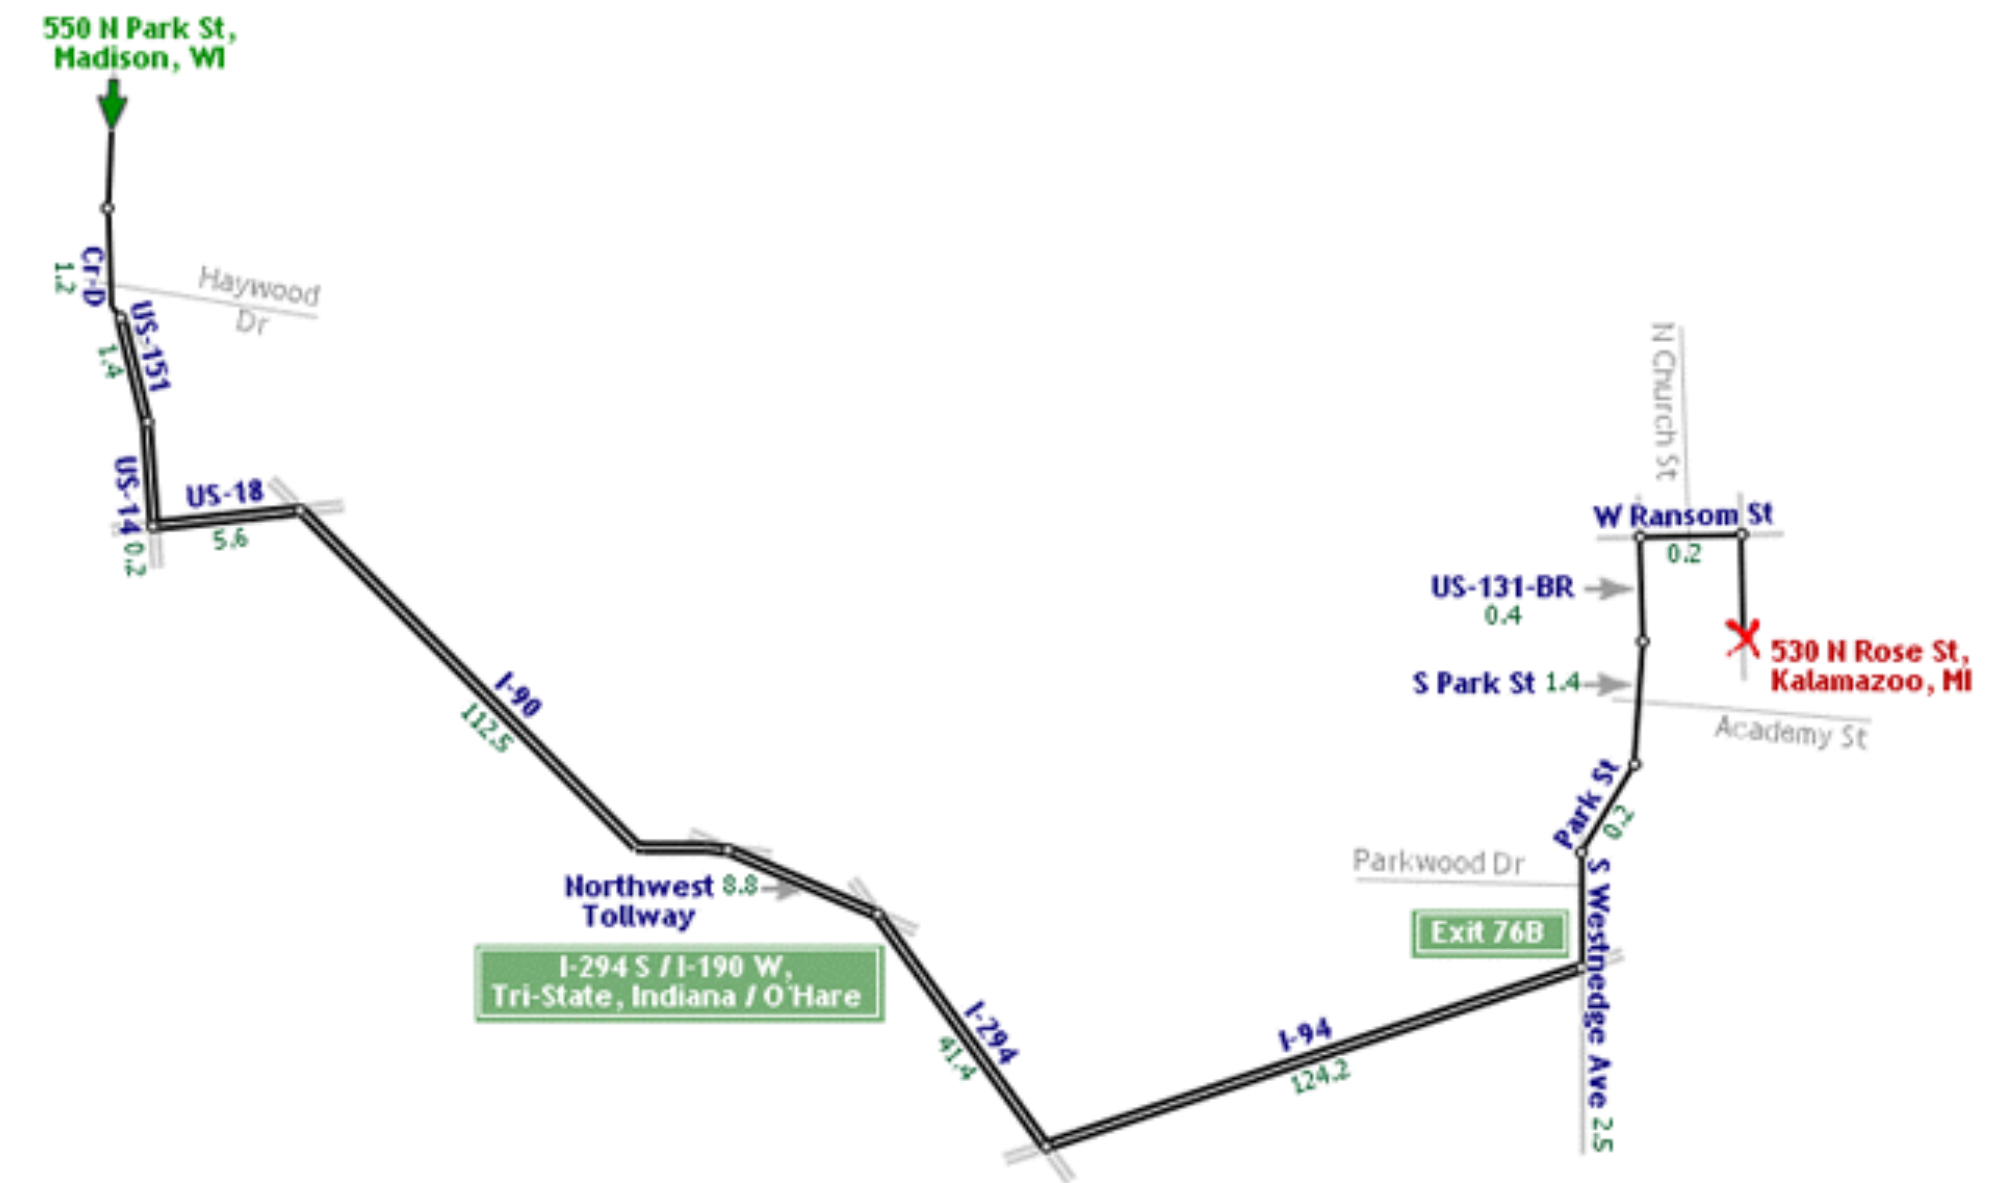 550 N Park St,
Madison, WI
Cr-D
1.2
Haywood
Dr
US-151
1.4
US-14 0.2
US-18
5.6
I-90
112.5
Northwest 8.8
Tollway
I-294 S / I-190 W,
Tri-State, Indiana / O'Hare
I-294
41.4
I-94
124.2
Exit 76B
S Westnedge Ave 2.5
Parkwood Dr
Park St
0.2
Academy St
S Park St 1.4
US-131-BR
0.4
W Ransom St
0.2
N Church St
530 N Rose St,
Kalamazoo, MI